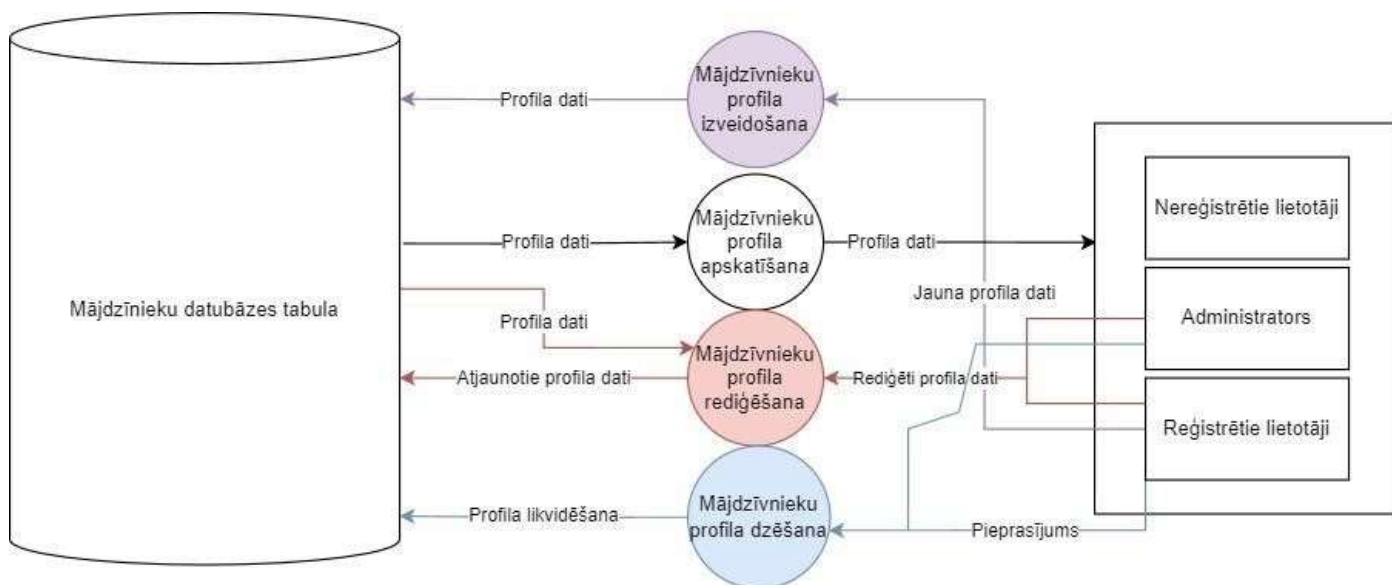 Mājdzīvnieku
profila
izveidošana
Profila dati
Nereģistrētie lietotāji
Mājdzīvnieku
profila
apskatīšana
Profila dati
Profila dati
Jauna profila dati
Mājdzīnieku datubāzes tabula
Administrators
Profila dati
Mājdzīvnieku
profila
rediģēšana
Atjaunotie profila dati
Rediģēti profila dati
Reģistrētie lietotāji
Mājdzīvnieku
profila dzēšana
Profila likvidēšana
Pieprasījums